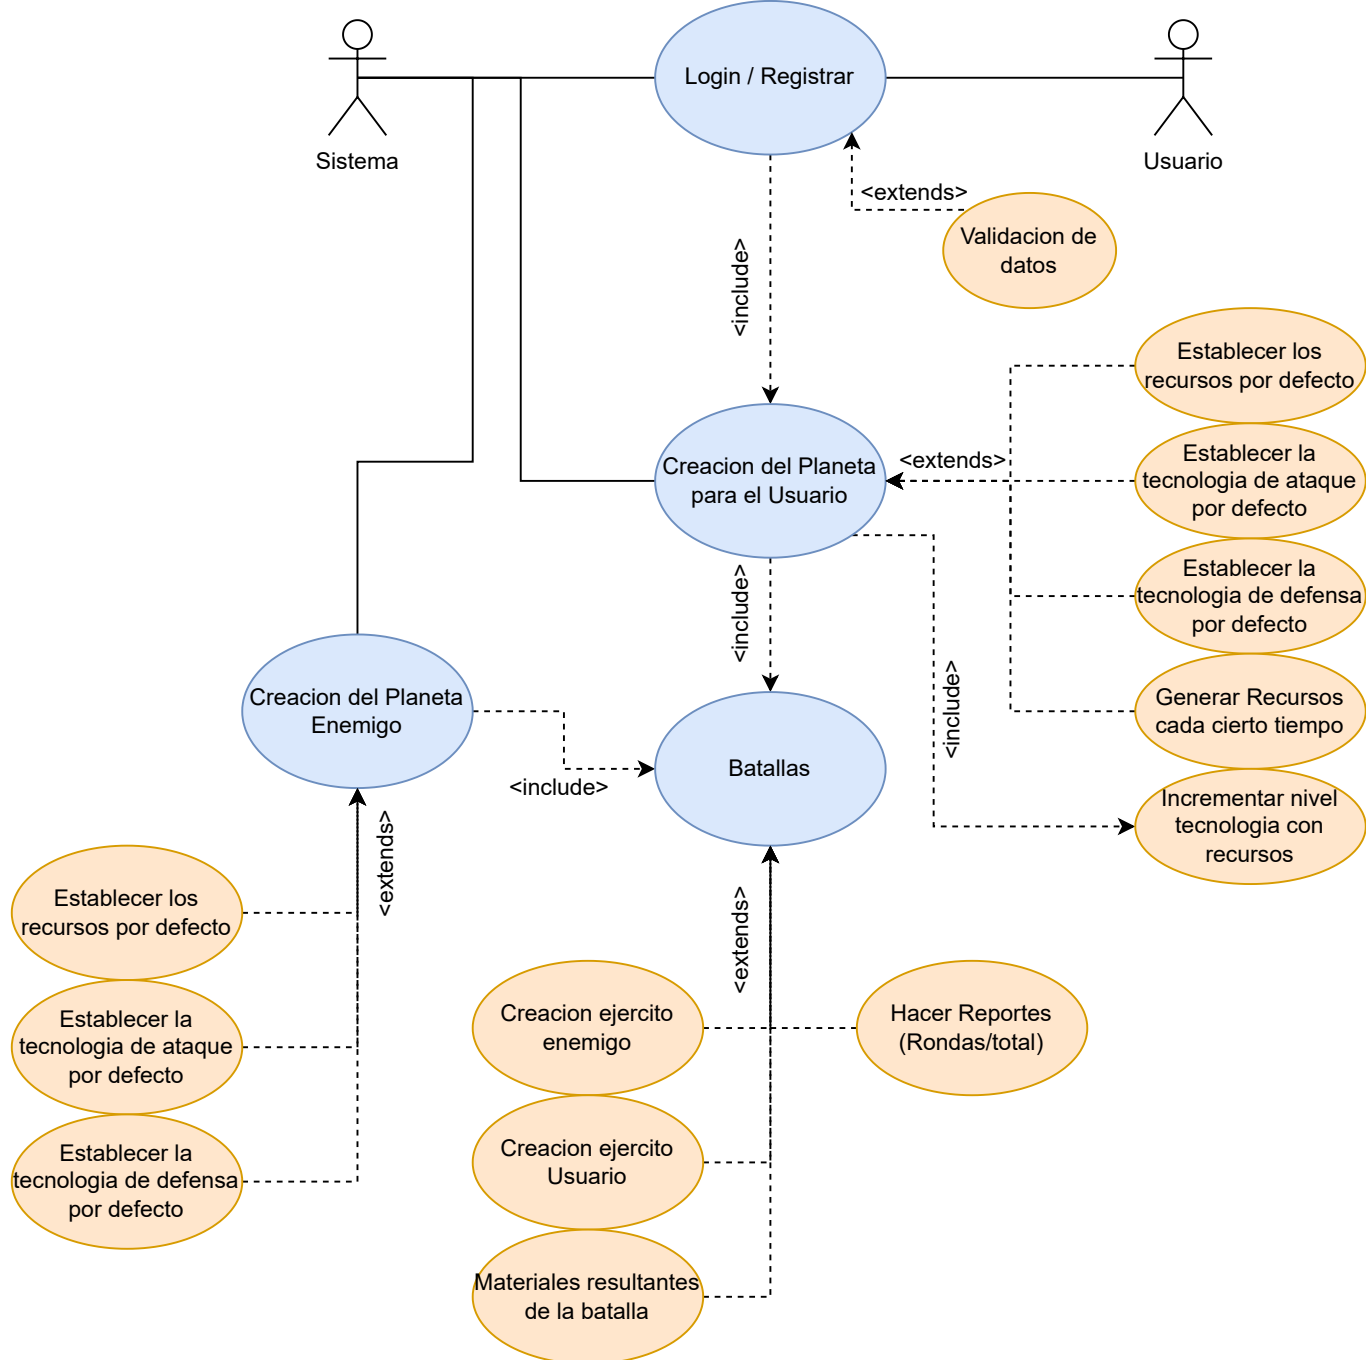 Login / Registrar
Sistema
Usuario
<extends>
Validacion de
datos
<include>
Establecer los
recursos por defecto
Creacion del Planeta
para el Usuario
<extends>
Establecer la
tecnologia de ataque
por defecto
Establecer la
tecnologia de defensa
por defecto
<include>
<include>
Generar Recursos
cada cierto tiempo
Creacion del Planeta
Enemigo
<include>
Batallas
Incrementar nivel
tecnologia con
recursos
<extends>
Establecer los
recursos por defecto
Establecer la
tecnologia de ataque
por defecto
Establecer la
tecnologia de defensa
por defecto
<extends>
Creacion ejercito
enemigo
Hacer Reportes
(Rondas/total)
Creacion ejercito
Usuario
Materiales resultantes
de la batalla